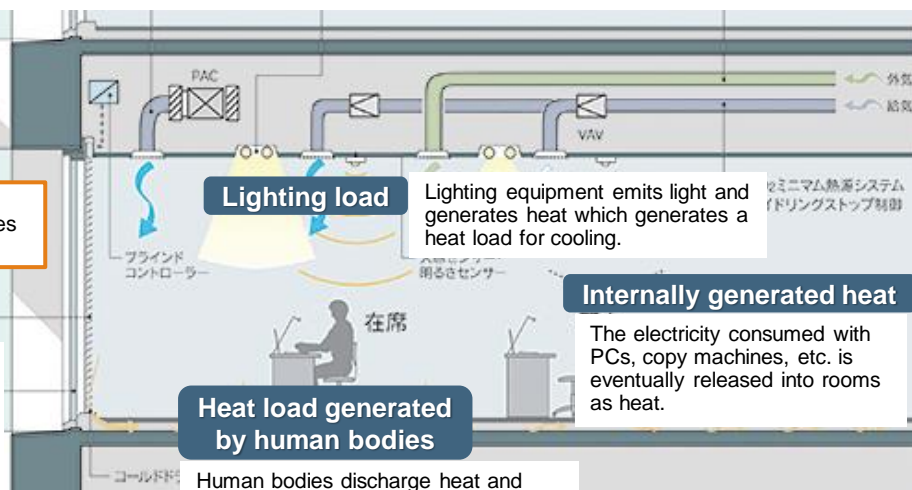 PAC
外気
給気
VAV
Lighting load
Lighting equipment emits light and
generates heat which generates a
heat load for cooling.
ミニマム熱源システム
イドリングストップ制御
es
ブラインド
コントローラー
明るさセンサー
Internally generated heat
The electricity consumed with
PCs, copy machines, etc. is
eventually released into rooms
as heat.
在席
Heat load generated
by human bodies
コールドド
Human bodies discharge heat and